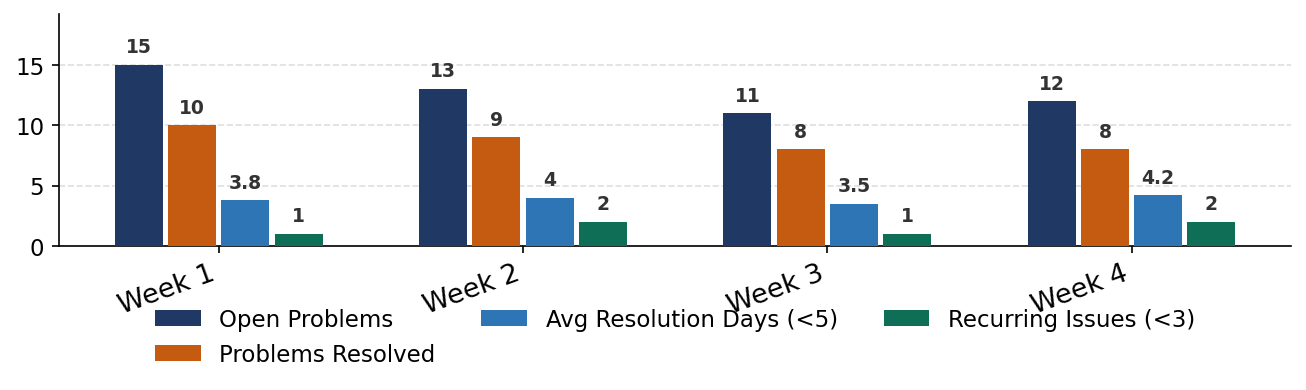 15
10
5
0
15
10
3.8
1
13
9
4
2
11
8
3.5
1
12
8
4.2
2
Week 1
Week 2
Week 3
Week 4
Open Problems
Problems Resolved
Avg Resolution Days (<5)
Recurring Issues (<3)